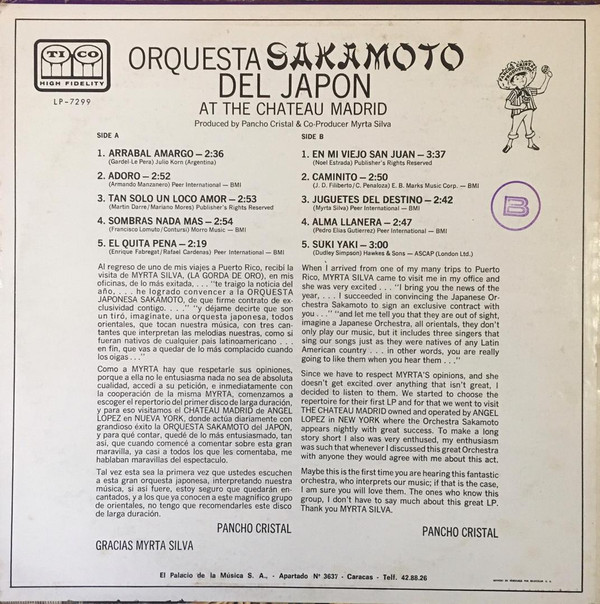 TICO
HIGH FIDELITY
LP-7299
ORQUESTA SAKAMOTO
DEL JAPON
AT THE CHATEAU MADRID
Produced by Pancho Cristal & Co-Producer Myrta Silva
PANCHO CRISTAL
PRODUCTIONS
SIDE A
1. ARRABAL AMARGO — 2:36
(Gardel-Le Pera) Julio Korn (Argentina)
2. ADORO — 2:52
(Armando Manzanero) Peer International — BMI
3. TAN SOLO UN LOCO AMOR — 2:53
(Martin Darre/Mariano Mores) Publisher's Rights Reserved
4. SOMBRAS NADA MAS — 2:54
(Francisco Lomuto/Contursi) Morro Music — BMI
5. EL QUITA PENA — 2:19
(Enrique Fabregat/Rafael Cardenas) Peer International — BMI
SIDE B
1. EN MI VIEJO SAN JUAN — 3:37
(Noel Estrada) Publisher's Rights Reserved
2. CAMINITO — 2:50
(J. D. Filiberto/C. Penaloza) E. B. Marks Music Corp. — BMI
3. JUGUETES DEL DESTINO — 2:42
(Myrta Silva) Peer International — BMI
4. ALMA LLANERA — 2:47
(Pedro Elias Gutierrez) Peer International — BMI
5. SUKI YAKI — 3:00
(Dudley Simpson) Hawkes & Sons — ASCAP (London Ltd.)
B
Al regreso de uno de mis viajes a Puerto Rico, recibí la
visita de MYRTA SILVA, (LA GORDA DE ORO), en mis
oficinas, de lo más exitada, . . . "te traigo la noticia del
año, . . . he logrado convencer a la ORQUESTA
JAPONESA SAKAMOTO, de que firme contrato de ex-
clusividad contigo. . . ." "y déjame decirte que son
un tiró, imagínate, una orquesta japonesa, todos
orientales, que tocan nuestra música, con tres can-
tantes que interpretan las melodías nuestras, como si
fueran nativos de cualquier pais latinoamericano . . .
en fin, que vas a quedar de lo más complacido cuando
los oigas . . ."
Como a MYRTA hay que respetarle sus opiniones,
porque a ella no le entusiasma nada no sea de absoluta
cualidad, accedí a su petición, e inmediatamente con
la cooperación de la misma MYRTA, comenzamos a
escoger el repertorio del primer disco de larga duración,
y para eso visitamos el CHATEAU MADRID de ANGEL
LOPEZ en NUEVA YORK, donde actúa diariamente con
grandioso éxito la ORQUESTA SAKAMOTO del JAPON,
y para qué contar, quedé de lo más entusiasmado, tan
así, que cuando comencé a comentar sobre esta gran
maravilla, ya casi a todos los que les comentaba, me
hablaban maravillas del espectaculo.
Tal vez esta sea la primera vez que ustedes escuchen
a esta gran orquesta japonesa, interpretando nuestra
música, si asi fuere, estoy seguro que quedarán en-
cantados, y a los que ya conocen a este magnífico grupo
de orientales, no tengo que recomendarles este disco
de larga duración.
PANCHO CRISTAL
GRACIAS MYRTA SILVA
When I arrived from one of my many trips to Puerto
Rico, MYRTA SILVA came to visit me in my office and
she was very excited . . . "I bring you the news of the
year, . . . I succeeded in convincing the Japanese Or-
chestra Sakamoto to sign an exclusive contract with
you . . ." "and let me tell you that they are out of sight,
imagine a Japanese Orchestra, all orientals, they don't
only play our music, but it includes three singers that
sing our songs just as they were natives of any Latin
American country . . . in other words, you are really
going to like them when you hear them . . ."
Since we have to respect MYRTA'S opinions, and she
doesn't get excited over anything that isn't great, I
decided to listen to them. We started to choose the
repertoire for their first LP and for that we went to visit
THE CHATEAU MADRID owned and operated by ANGEL
LOPEZ in NEW YORK where the Orchestra Sakamoto
appears nightly with great success. To make a long
story short I also was very enthused, my enthusiasm
was such that whenever I discussed this great Orchestra
with anyone they would agree with me about this act.
Maybe this is the first time you are hearing this fantastic
orchestra, who interprets our music; if that is the case,
I am sure you will love them. The ones who know this
group, I don't have to say much about this great LP.
Thank you MYRTA SILVA.
PANCHO CRISTAL
El Palacio de la Música S. A., - Apartado Nº 3637 - Caracas - Telf. 42.88.26